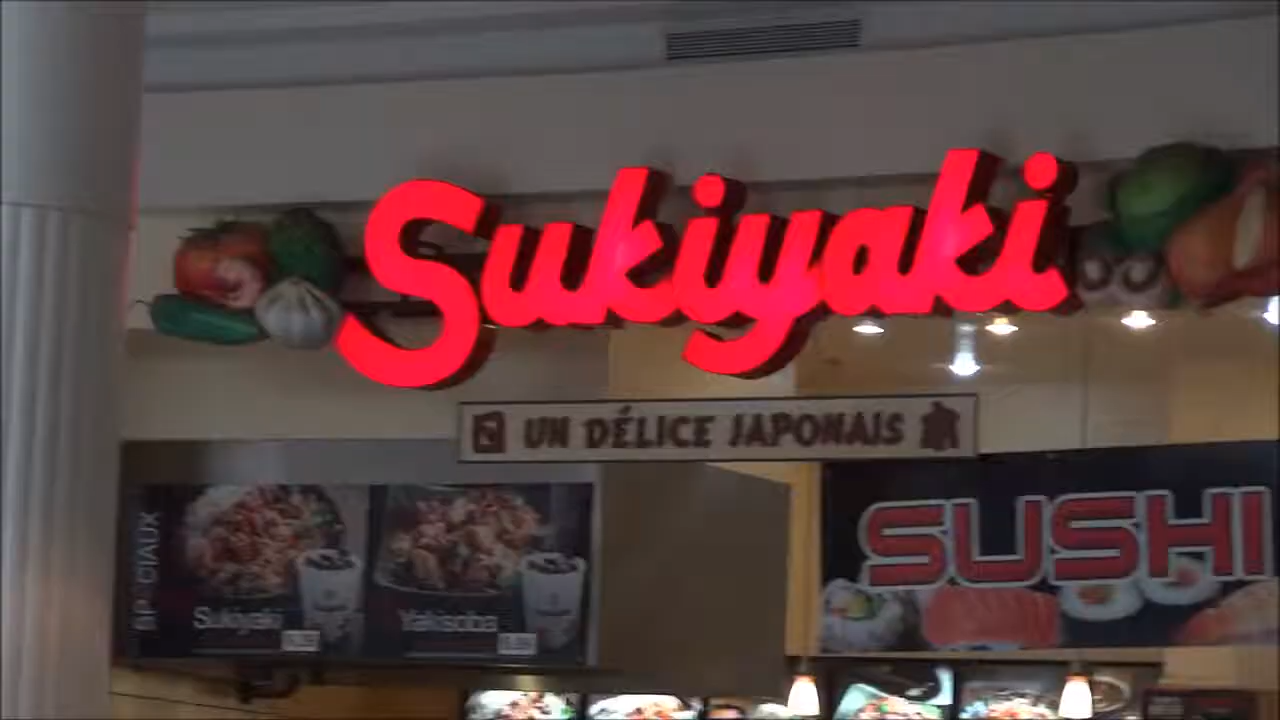 Sukiyaki
UN DÉLICE JAPONAIS
SPÉCIAUX
Sukiyaki
Yakisoba
SUSHI